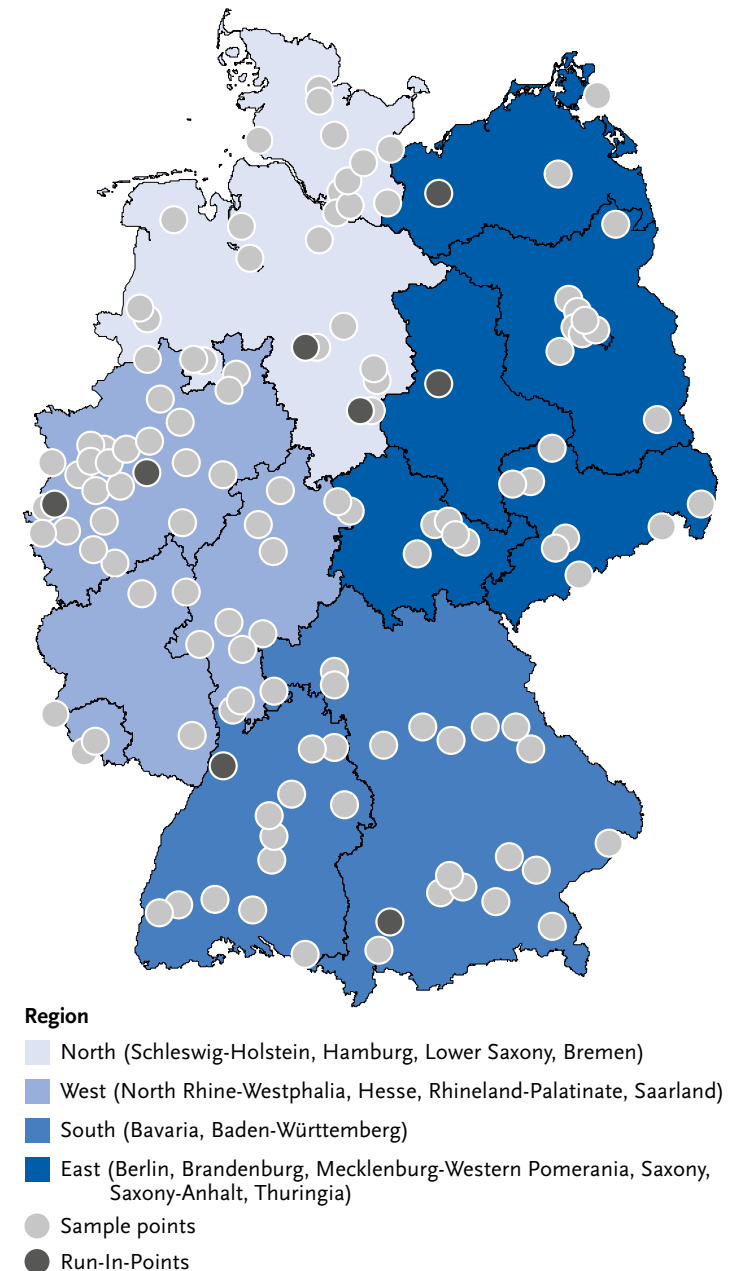 Region
North (Schleswig-Holstein, Hamburg, Lower Saxony, Bremen)
West (North Rhine-Westphalia, Hesse, Rhineland-Palatinate, Saarland)
South (Bavaria, Baden-Württemberg)
East (Berlin, Brandenburg, Mecklenburg-Western Pomerania, Saxony,
Saxony-Anhalt, Thuringia)
Sample points
Run-In-Points